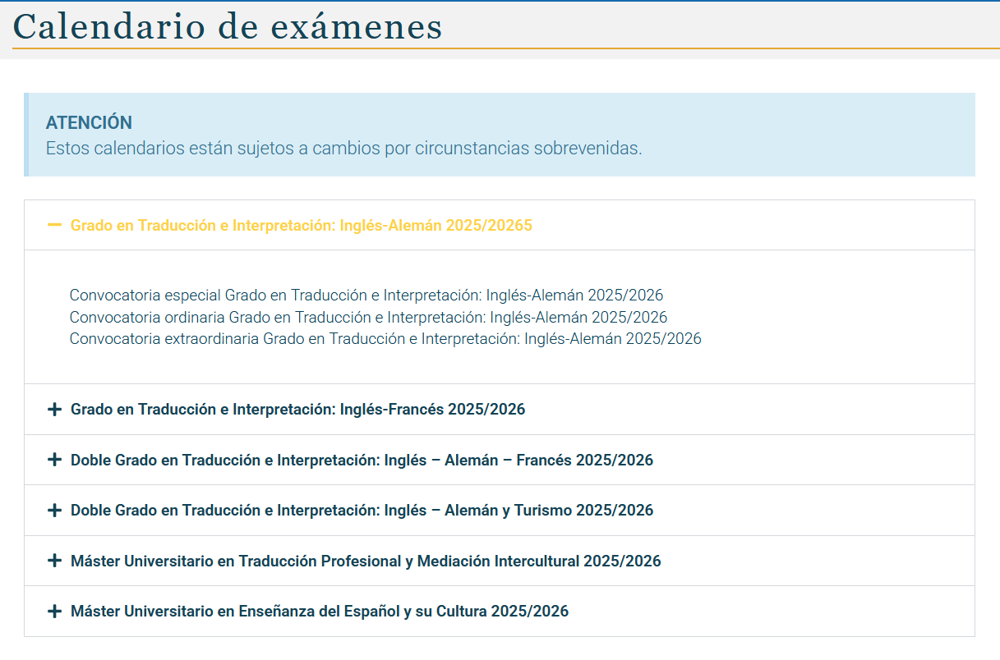 Calendario de exámenes
ATENCIÓN
Estos calendarios están sujetos a cambios por circunstancias sobrevenidas.
Grado en Traducción e Interpretación: Inglés-Alemán 2025/20265
Convocatoria especial Grado en Traducción e Interpretación: Inglés-Alemán 2025/2026
Convocatoria ordinaria Grado en Traducción e Interpretación: Inglés-Alemán 2025/2026
Convocatoria extraordinaria Grado en Traducción e Interpretación: Inglés-Alemán 2025/2026
Grado en Traducción e Interpretación: Inglés-Francés 2025/2026
Doble Grado en Traducción e Interpretación: Inglés – Alemán – Francés 2025/2026
Doble Grado en Traducción e Interpretación: Inglés – Alemán y Turismo 2025/2026
Máster Universitario en Traducción Profesional y Mediación Intercultural 2025/2026
Máster Universitario en Enseñanza del Español y su Cultura 2025/2026